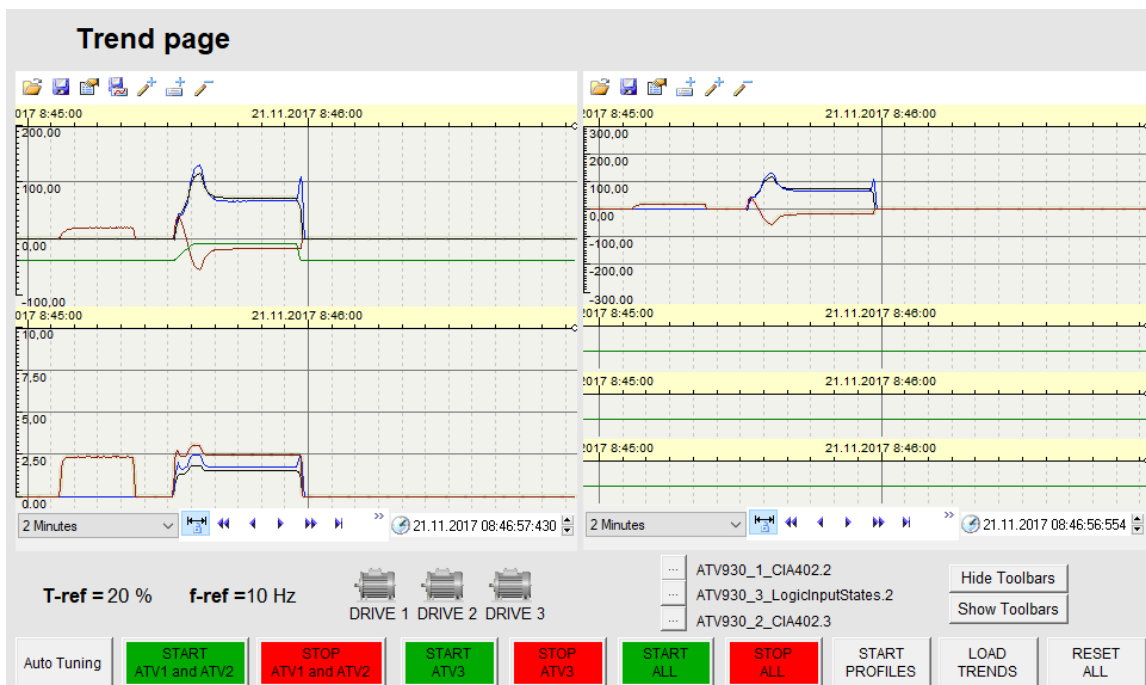 Trend page
017 8:45:00 21.11.2017 8:46:00
200,00
100,00
0,00
-100,00
017 8:45:00 21.11.2017 8:46:00
10,00
7,50
5,00
2,50
0,00
2 Minutes 21.11.2017 08:46:57:430
2017 8:45:00 21.11.2017 8:46:00
300,00
200,00
100,00
0,00
-100,00
-200,00
-300,00
2017 8:45:00 21.11.2017 8:46:00
2017 8:45:00 21.11.2017 8:46:00
2017 8:45:00 21.11.2017 8:46:00
2 Minutes 21.11.2017 08:46:56:554
T-ref = 20 % f-ref =10 Hz
DRIVE 1 DRIVE 2 DRIVE 3
... ATV930_1_CIA402.2
... ATV930_3_LogicInputStates.2
... ATV930_2_CIA402.3
Hide Toolbars
Show Toolbars
Auto Tuning
START
ATV1 and ATV2
STOP
ATV1 and ATV2
START
ATV3
STOP
ATV3
START
ALL
STOP
ALL
START
PROFILES
LOAD
TRENDS
RESET
ALL